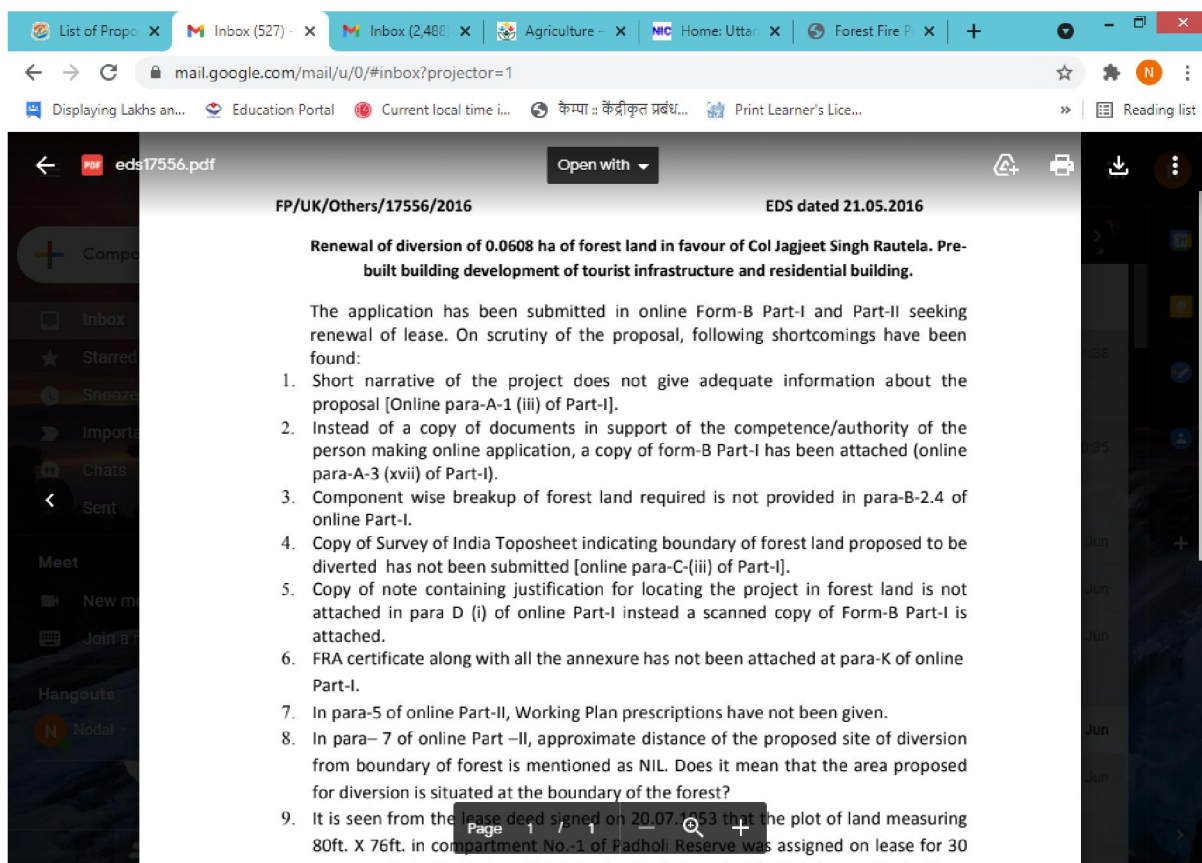 List of Propo
Inbox (527) -
Inbox (2,488)
Agriculture –
NIC Home: Uttar
Forest Fire P
mail.google.com/mail/u/0/#inbox?projector=1
N
Displaying Lakhs an...
Education Portal
Current local time i...
केम्पा :: केंद्रीकृत प्रबंध...
Print Learner's Lice...
»
Reading list
PDF eds17556.pdf
Open with
FP/UK/Others/17556/2016 EDS dated 21.05.2016
Renewal of diversion of 0.0608 ha of forest land in favour of Col Jagjeet Singh Rautela. Pre-
built building development of tourist infrastructure and residential building.
The application has been submitted in online Form-B Part-I and Part-II seeking
renewal of lease. On scrutiny of the proposal, following shortcomings have been
found:
1. Short narrative of the project does not give adequate information about the
proposal [Online para-A-1 (iii) of Part-I].
2. Instead of a copy of documents in support of the competence/authority of the
person making online application, a copy of form-B Part-I has been attached (online
para-A-3 (xvii) of Part-I).
3. Component wise breakup of forest land required is not provided in para-B-2.4 of
online Part-I.
4. Copy of Survey of India Toposheet indicating boundary of forest land proposed to be
diverted has not been submitted [online para-C-(iii) of Part-I].
5. Copy of note containing justification for locating the project in forest land is not
attached in para D (i) of online Part-I instead a scanned copy of Form-B Part-I is
attached.
6. FRA certificate along with all the annexure has not been attached at para-K of online
Part-I.
7. In para-5 of online Part-II, Working Plan prescriptions have not been given.
8. In para– 7 of online Part –II, approximate distance of the proposed site of diversion
from boundary of forest is mentioned as NIL. Does it mean that the area proposed
for diversion is situated at the boundary of the forest?
9. It is seen from the lease deed signed on 20.07.1953 that the plot of land measuring
80ft. X 76ft. in compartment No.-1 of Padholi Reserve was assigned on lease for 30
Page 1 / 1
Compo
Inbox
Starred
Snooze
Importa
Chats
Sent
Meet
New me
Join a m
Hangouts
N Nodal
Jun
Jun
Jun
Jun
Jun